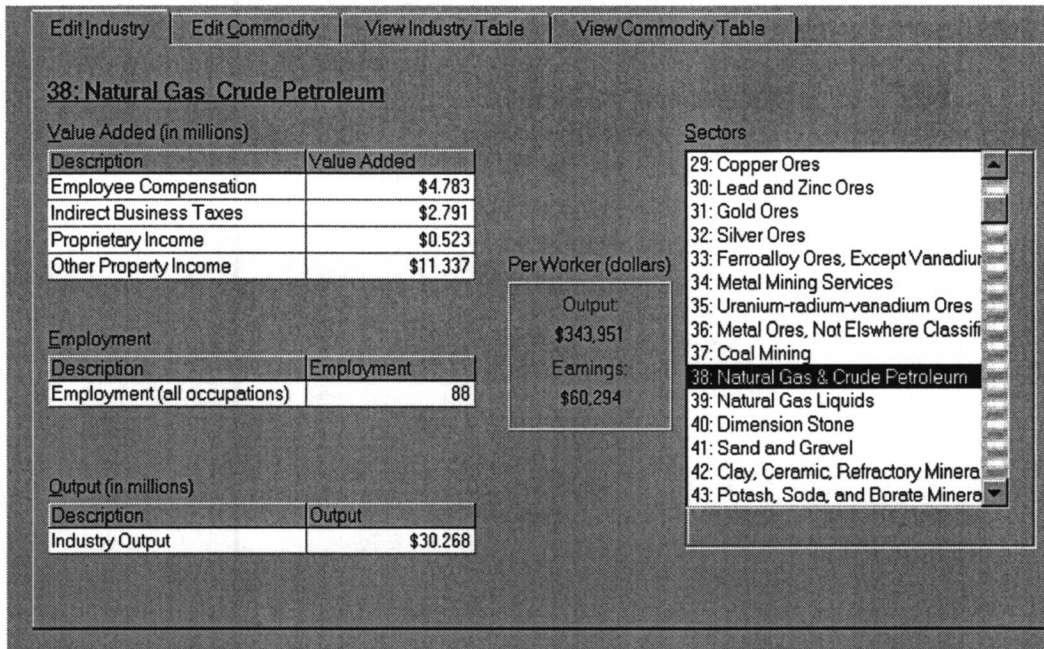 Edit Industry Edit Commodity View Industry Table View Commodity Table
38: Natural Gas Crude Petroleum
Value Added (in millions)
Description Value Added
Employee Compensation $4.783
Indirect Business Taxes $2.791
Proprietary Income $0.523
Other Property Income $11.337
Employment
Description Employment
Employment (all occupations) 88
Output (in millions)
Description Output
Industry Output $30.268
Per Worker (dollars)
Output:
$343,951
Earnings:
$60,294
Sectors
29: Copper Ores
30: Lead and Zinc Ores
31: Gold Ores
32: Silver Ores
33: Ferroalloy Ores, Except Vanadiur
34: Metal Mining Services
35: Uranium-radium-vanadium Ores
36: Metal Ores, Not Elswhere Classifi
37: Coal Mining
38: Natural Gas & Crude Petroleum
39: Natural Gas Liquids
40: Dimension Stone
41: Sand and Gravel
42: Clay, Ceramic, Refractory Minera
43: Potash, Soda, and Borate Minera